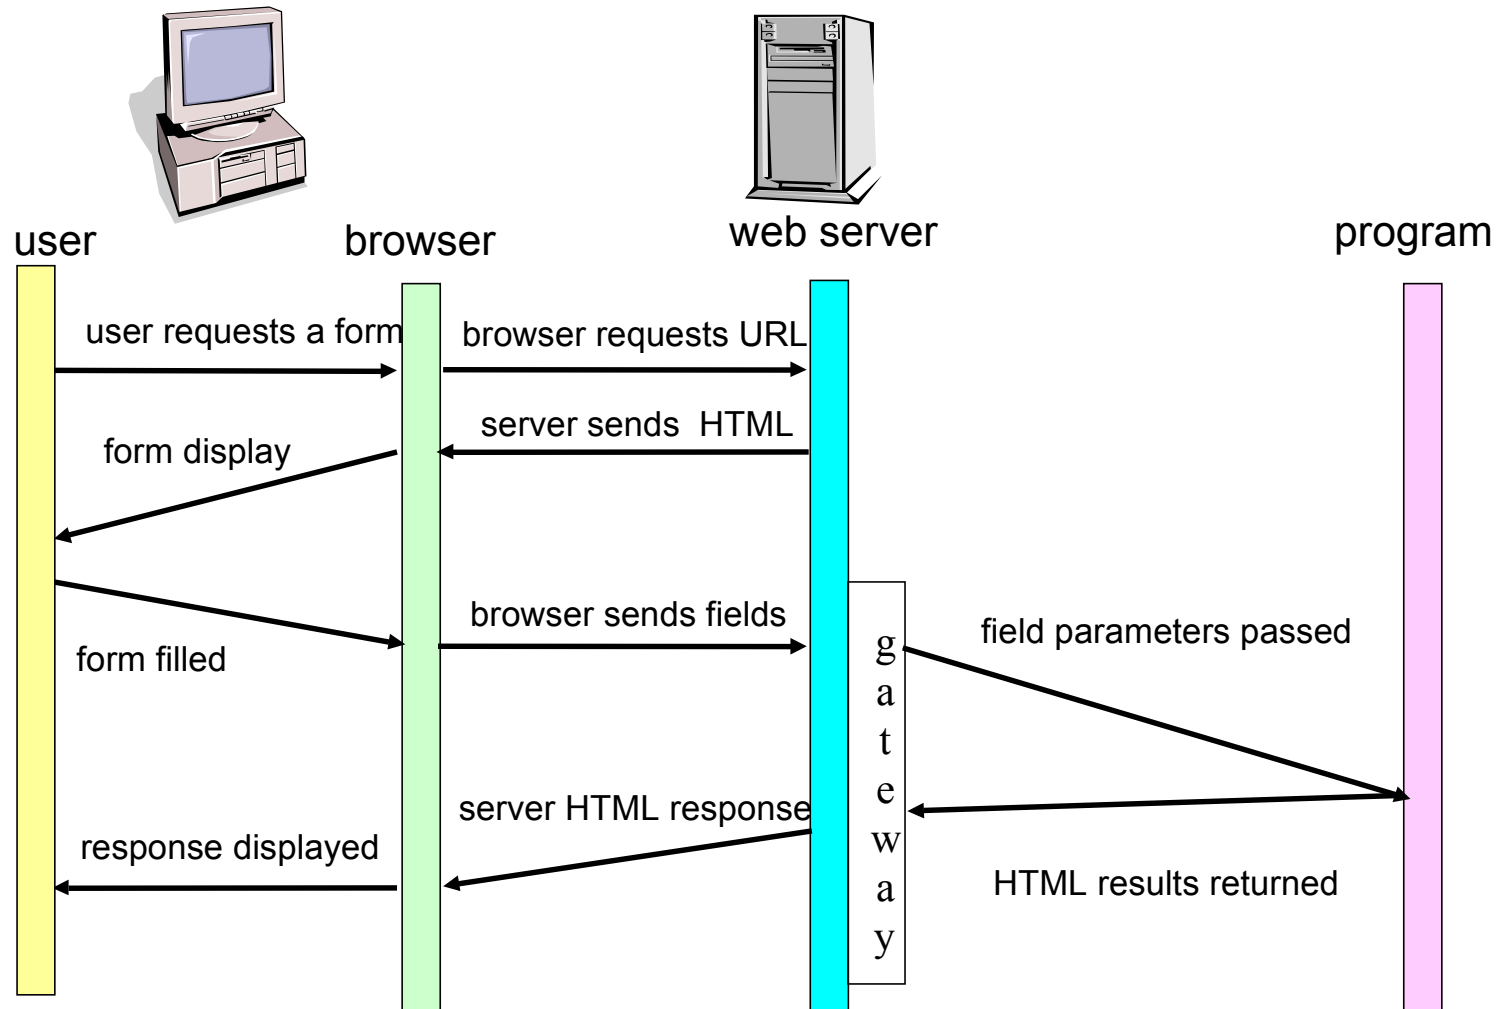 user
browser
web server
program
user requests a form
browser requests URL
server sends HTML
form display
browser sends fields
field parameters passed
form filled
gateway
server HTML response
response displayed
HTML results returned